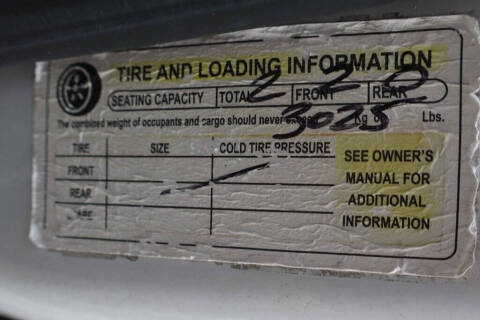 TIRE AND LOADING INFORMATION
SEATING CAPACITY TOTAL 2 FRONT 2 REAR 0
The combined weight of occupants and cargo should never exceed 3025 Kg or Lbs.
TIRE SIZE COLD TIRE PRESSURE
FRONT
REAR
SPARE
SEE OWNER'S
MANUAL FOR
ADDITIONAL
INFORMATION